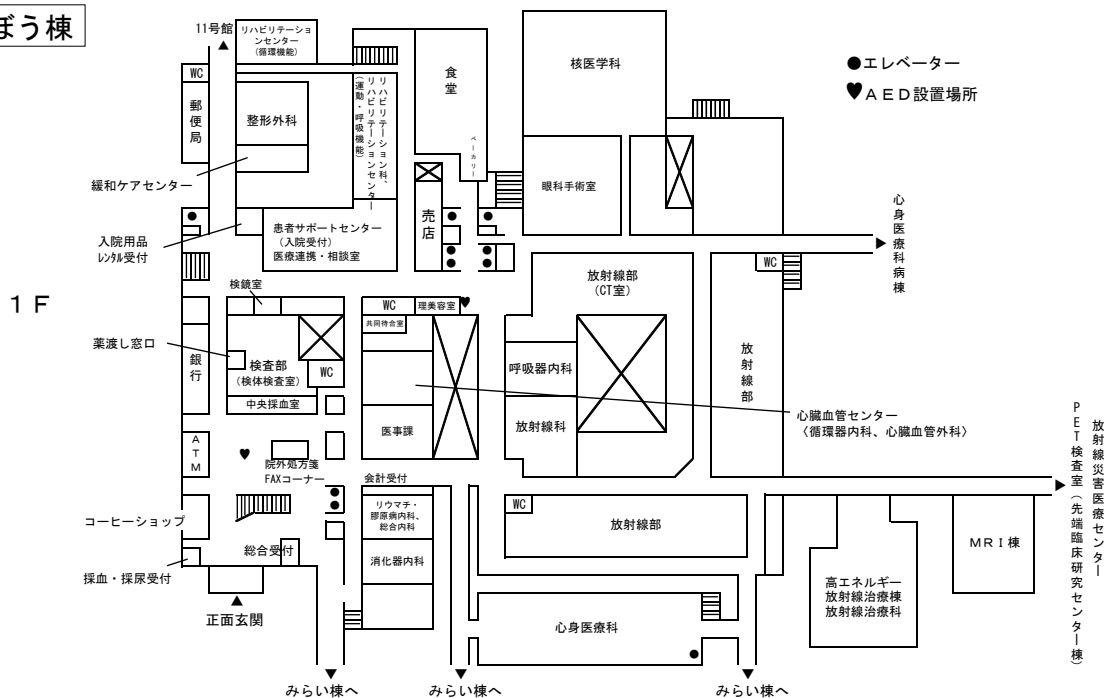 ぼう棟
11号館
リハビリテーショ
ンセンター
(循環機能)
WC
郵便局
整形外科
リハビリテーション科、
リハビリテーションセンター
(運動・呼吸機能)
食堂
ベーカリー
核医学科
●エレベーター
♥AED設置場所
緩和ケアセンター
眼科手術室
売店
心身医療科病棟
入院用品
レンタル受付
患者サポートセンター
(入院受付)
医療連携・相談室
WC
放射線部
(CT室)
検鏡室
1F
WC
理美容室
共同待合室
薬渡し窓口
銀行
検査部
(検体検査室)
WC
中央採血室
呼吸器内科
放射線部
放射線科
医事課
心臓血管センター
〈循環器内科、心臓血管外科〉
ATM
院外処方箋
FAXコーナー
会計受付
放射線災害医療センター
PET検査室(先端臨床研究センター棟)
リウマチ・
膠原病内科、
総合内科
WC
放射線部
コーヒーショップ
総合受付
消化器内科
MRI棟
採血・採尿受付
高エネルギー
放射線治療棟
放射線治療科
正面玄関
心身医療科
みらい棟へ
みらい棟へ
みらい棟へ